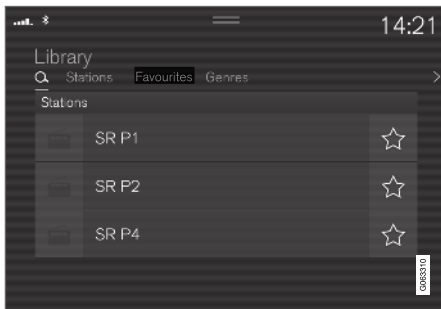 14:21
Library
Stations Favourites Genres
Stations
SR P1
SR P2
SR P4
G063310